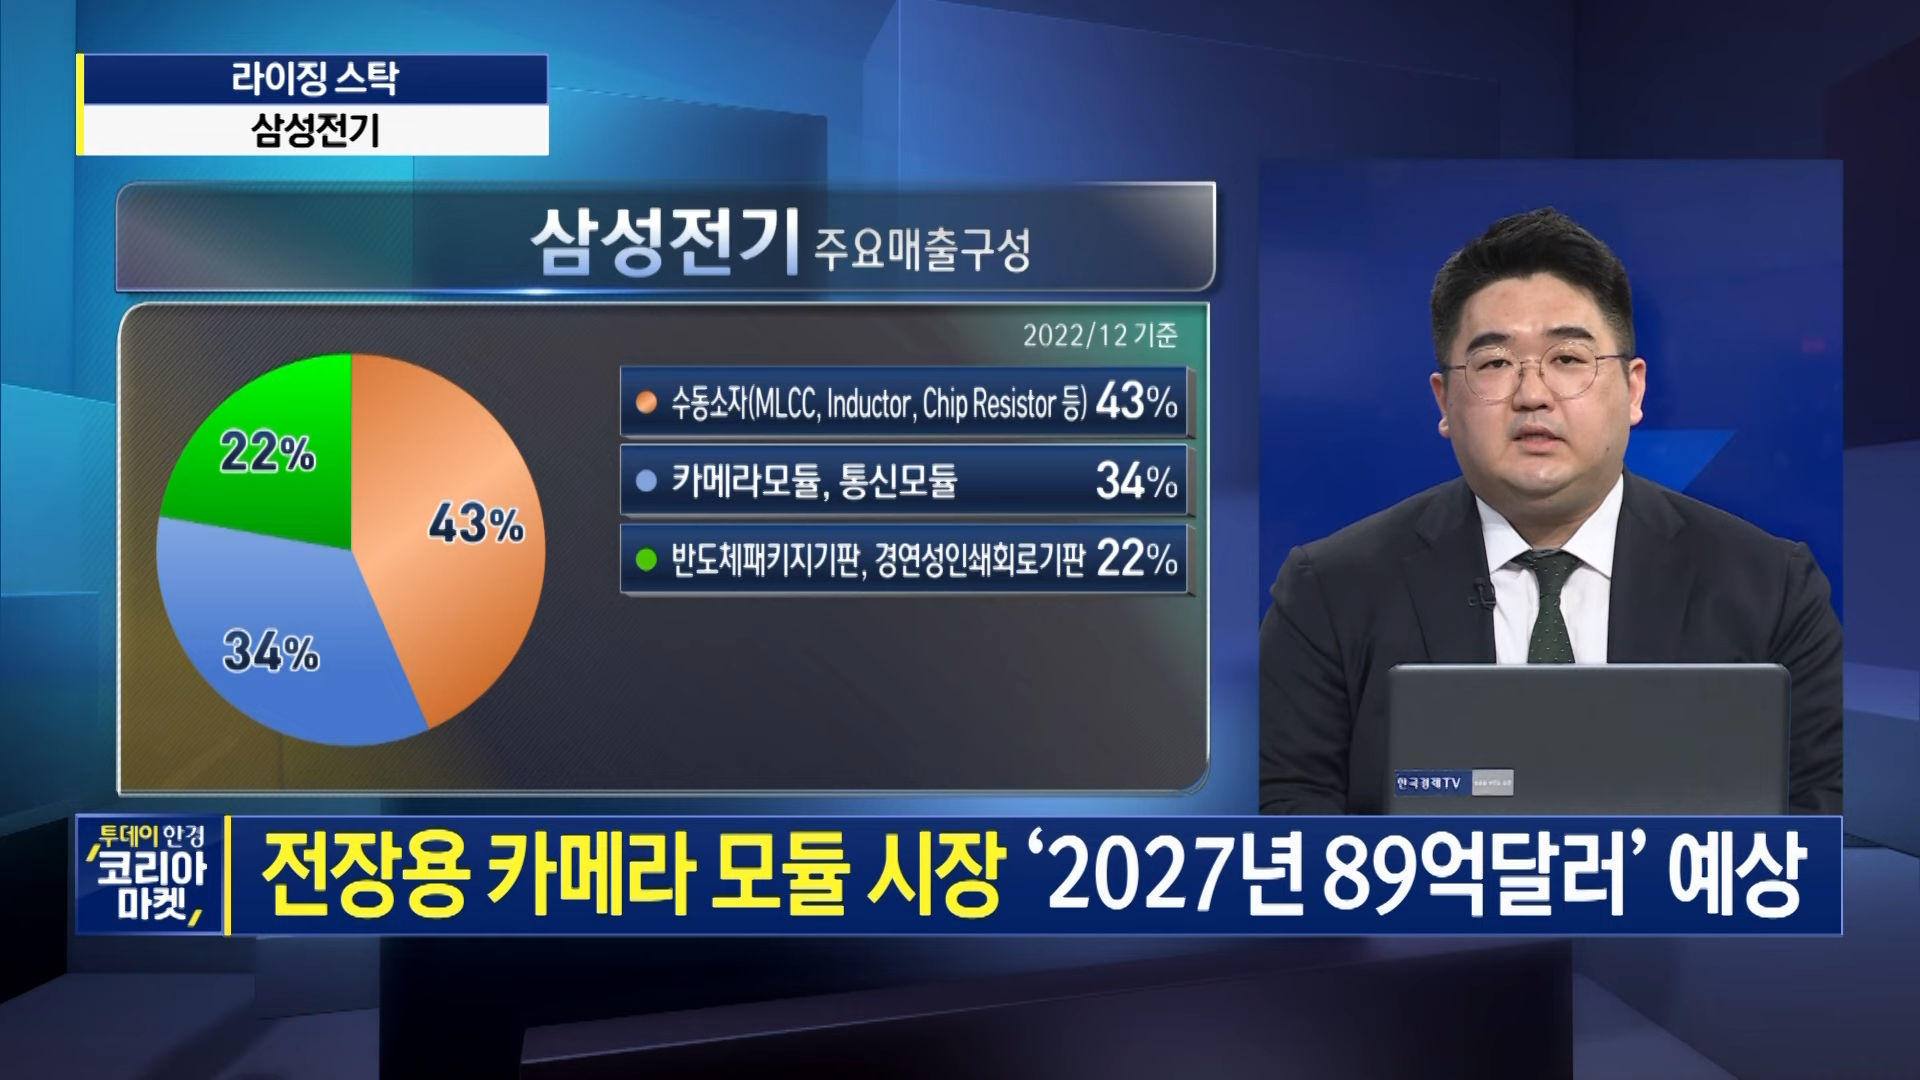 라이징 스탁
삼성전기
삼성전기 주요매출구성
2022/12 기준
수동소자(MLCC, Inductor, Chip Resistor 등) 43%
카메라모듈, 통신모듈 34%
반도체패키지기판, 경연성인쇄회로기판 22%
22%
43%
34%
한국경제TV
투데이 한경
코리아
마켓
전장용 카메라 모듈 시장 ‘2027년 89억달러’ 예상